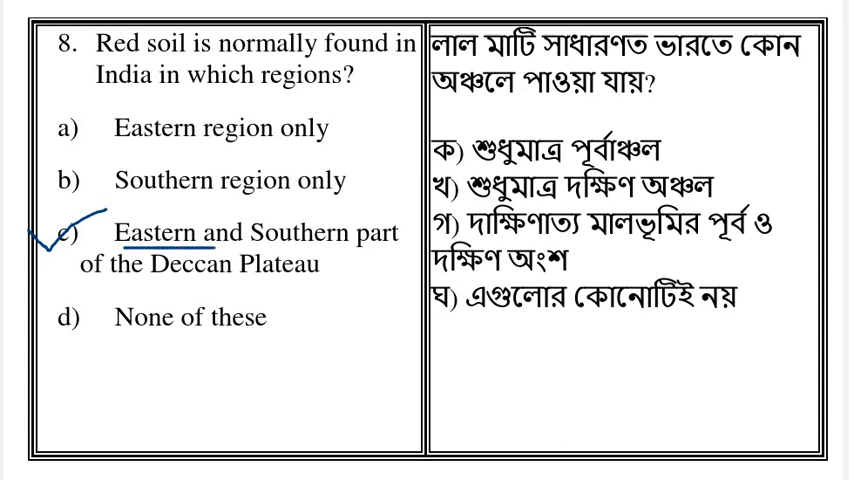 8. Red soil is normally found in
India in which regions?
a) Eastern region only
b) Southern region only
c) Eastern and Southern part
of the Deccan Plateau
d) None of these
লাল মাটি সাধারণত ভারতে কোন
অঞ্চলে পাওয়া যায়?
ক) শুধুমাত্র পূর্বাঞ্চল
খ) শুধুমাত্র দক্ষিণ অঞ্চল
গ) দাক্ষিণাত্য মালভূমির পূর্ব ও
দক্ষিণ অংশ
ঘ) এগুলোর কোনোটিই নয়